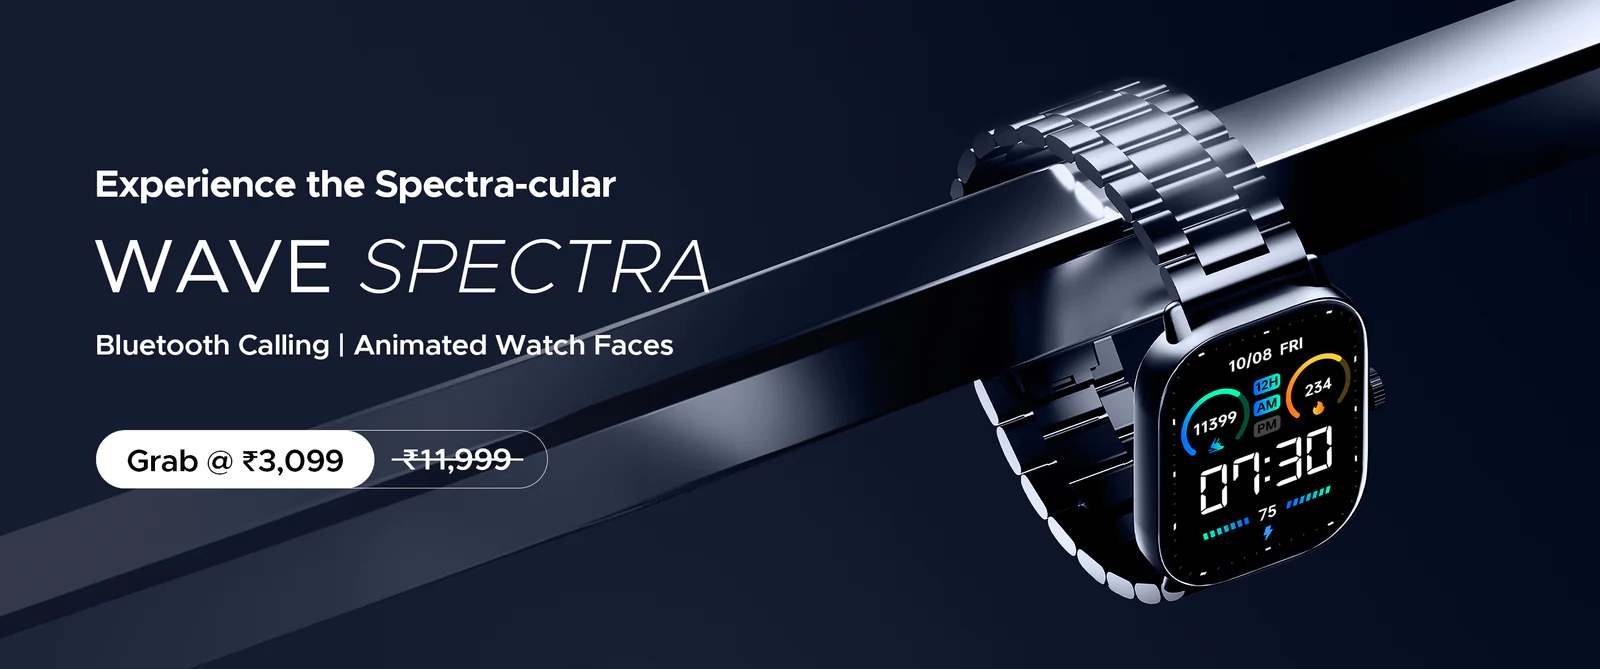 Experience the Spectra-cular
WAVE SPECTRA
Bluetooth Calling | Animated Watch Faces
Grab @ ₹3,099 ₹11,999
10/08 FRI
12H
11399
AM
234
PM
07:30
75